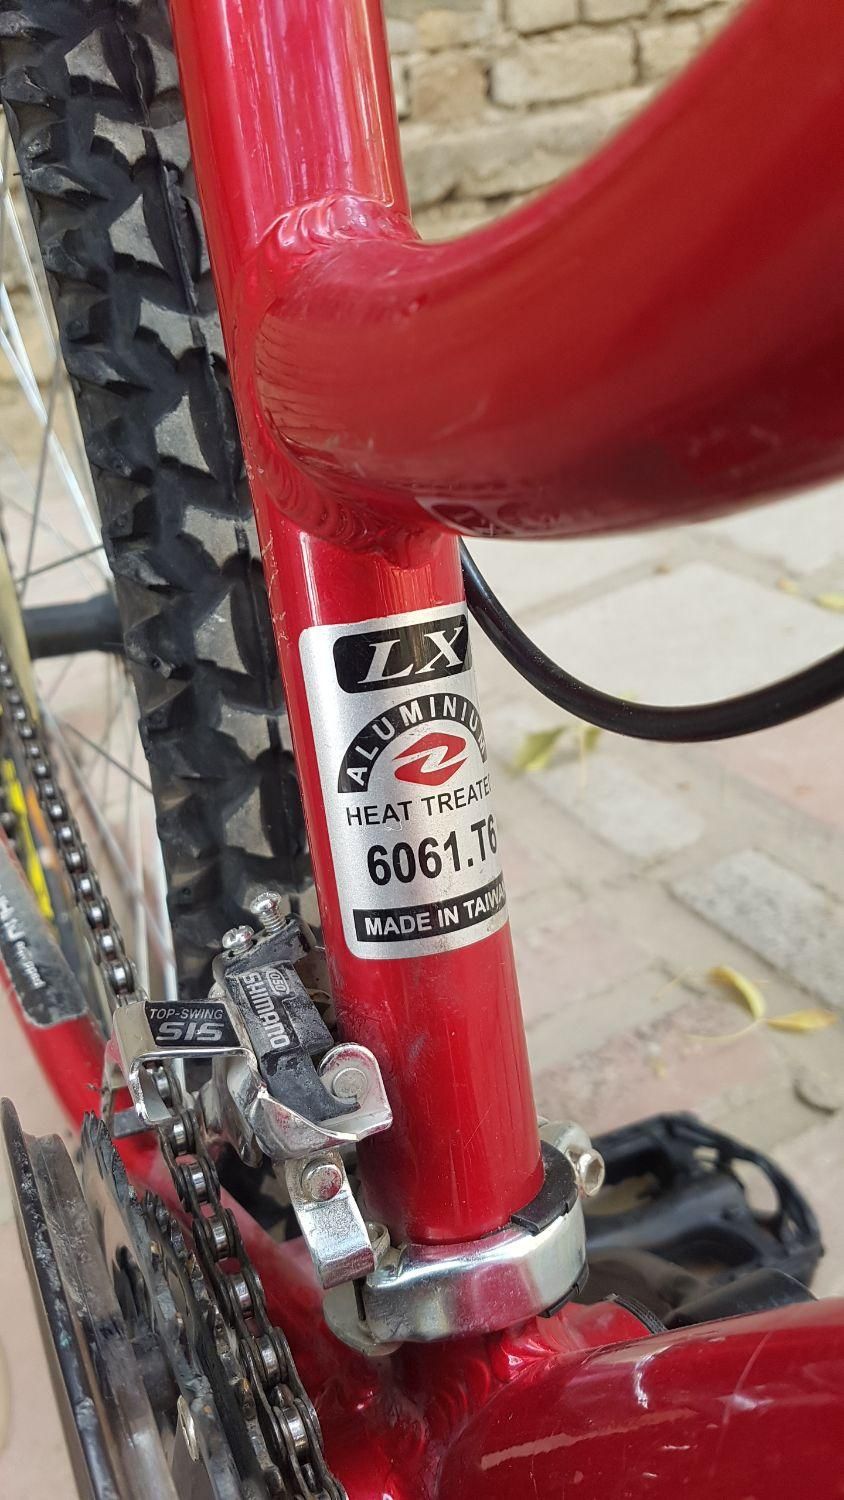 LX
ALUMINIUM
HEAT TREATED
6061.T6
MADE IN TAIWAN
TOP-SWING
SIS
SHIMANO